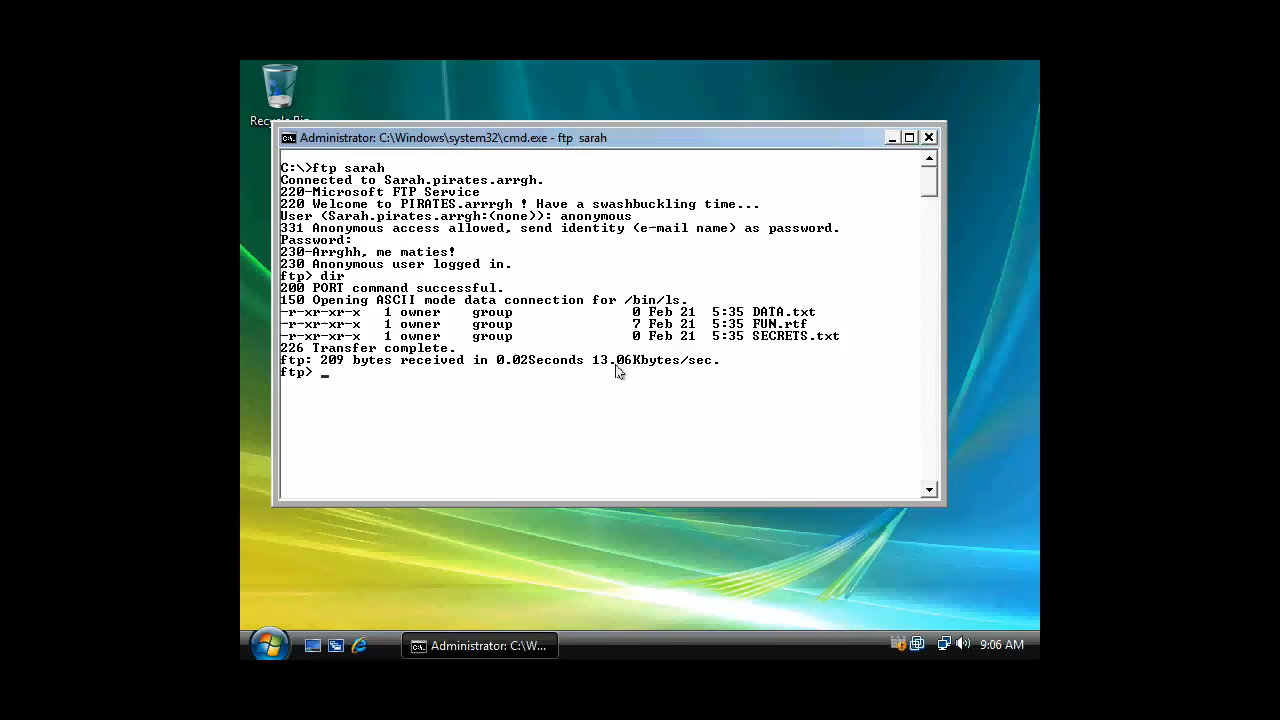 Recycle Bin
Administrator: C:\Windows\system32\cmd.exe - ftp sarah
C:\>ftp sarah
Connected to Sarah.pirates.arrgh.
220-Microsoft FTP Service
220 Welcome to PIRATES.arrrgh ! Have a swashbuckling time...
User (Sarah.pirates.arrgh:(none)): anonymous
331 Anonymous access allowed, send identity (e-mail name) as password.
Password:
230-Arrghh, me maties!
230 Anonymous user logged in.
ftp> dir
200 PORT command successful.
150 Opening ASCII mode data connection for /bin/ls.
-r-xr-xr-x   1 owner    group               0 Feb 21  5:35 DATA.txt
-r-xr-xr-x   1 owner    group               7 Feb 21  5:35 FUN.rtf
-r-xr-xr-x   1 owner    group               0 Feb 21  5:35 SECRETS.txt
226 Transfer complete.
ftp: 209 bytes received in 0.02Seconds 13.06Kbytes/sec.
ftp> _
Administrator: C:\W...
9:06 AM